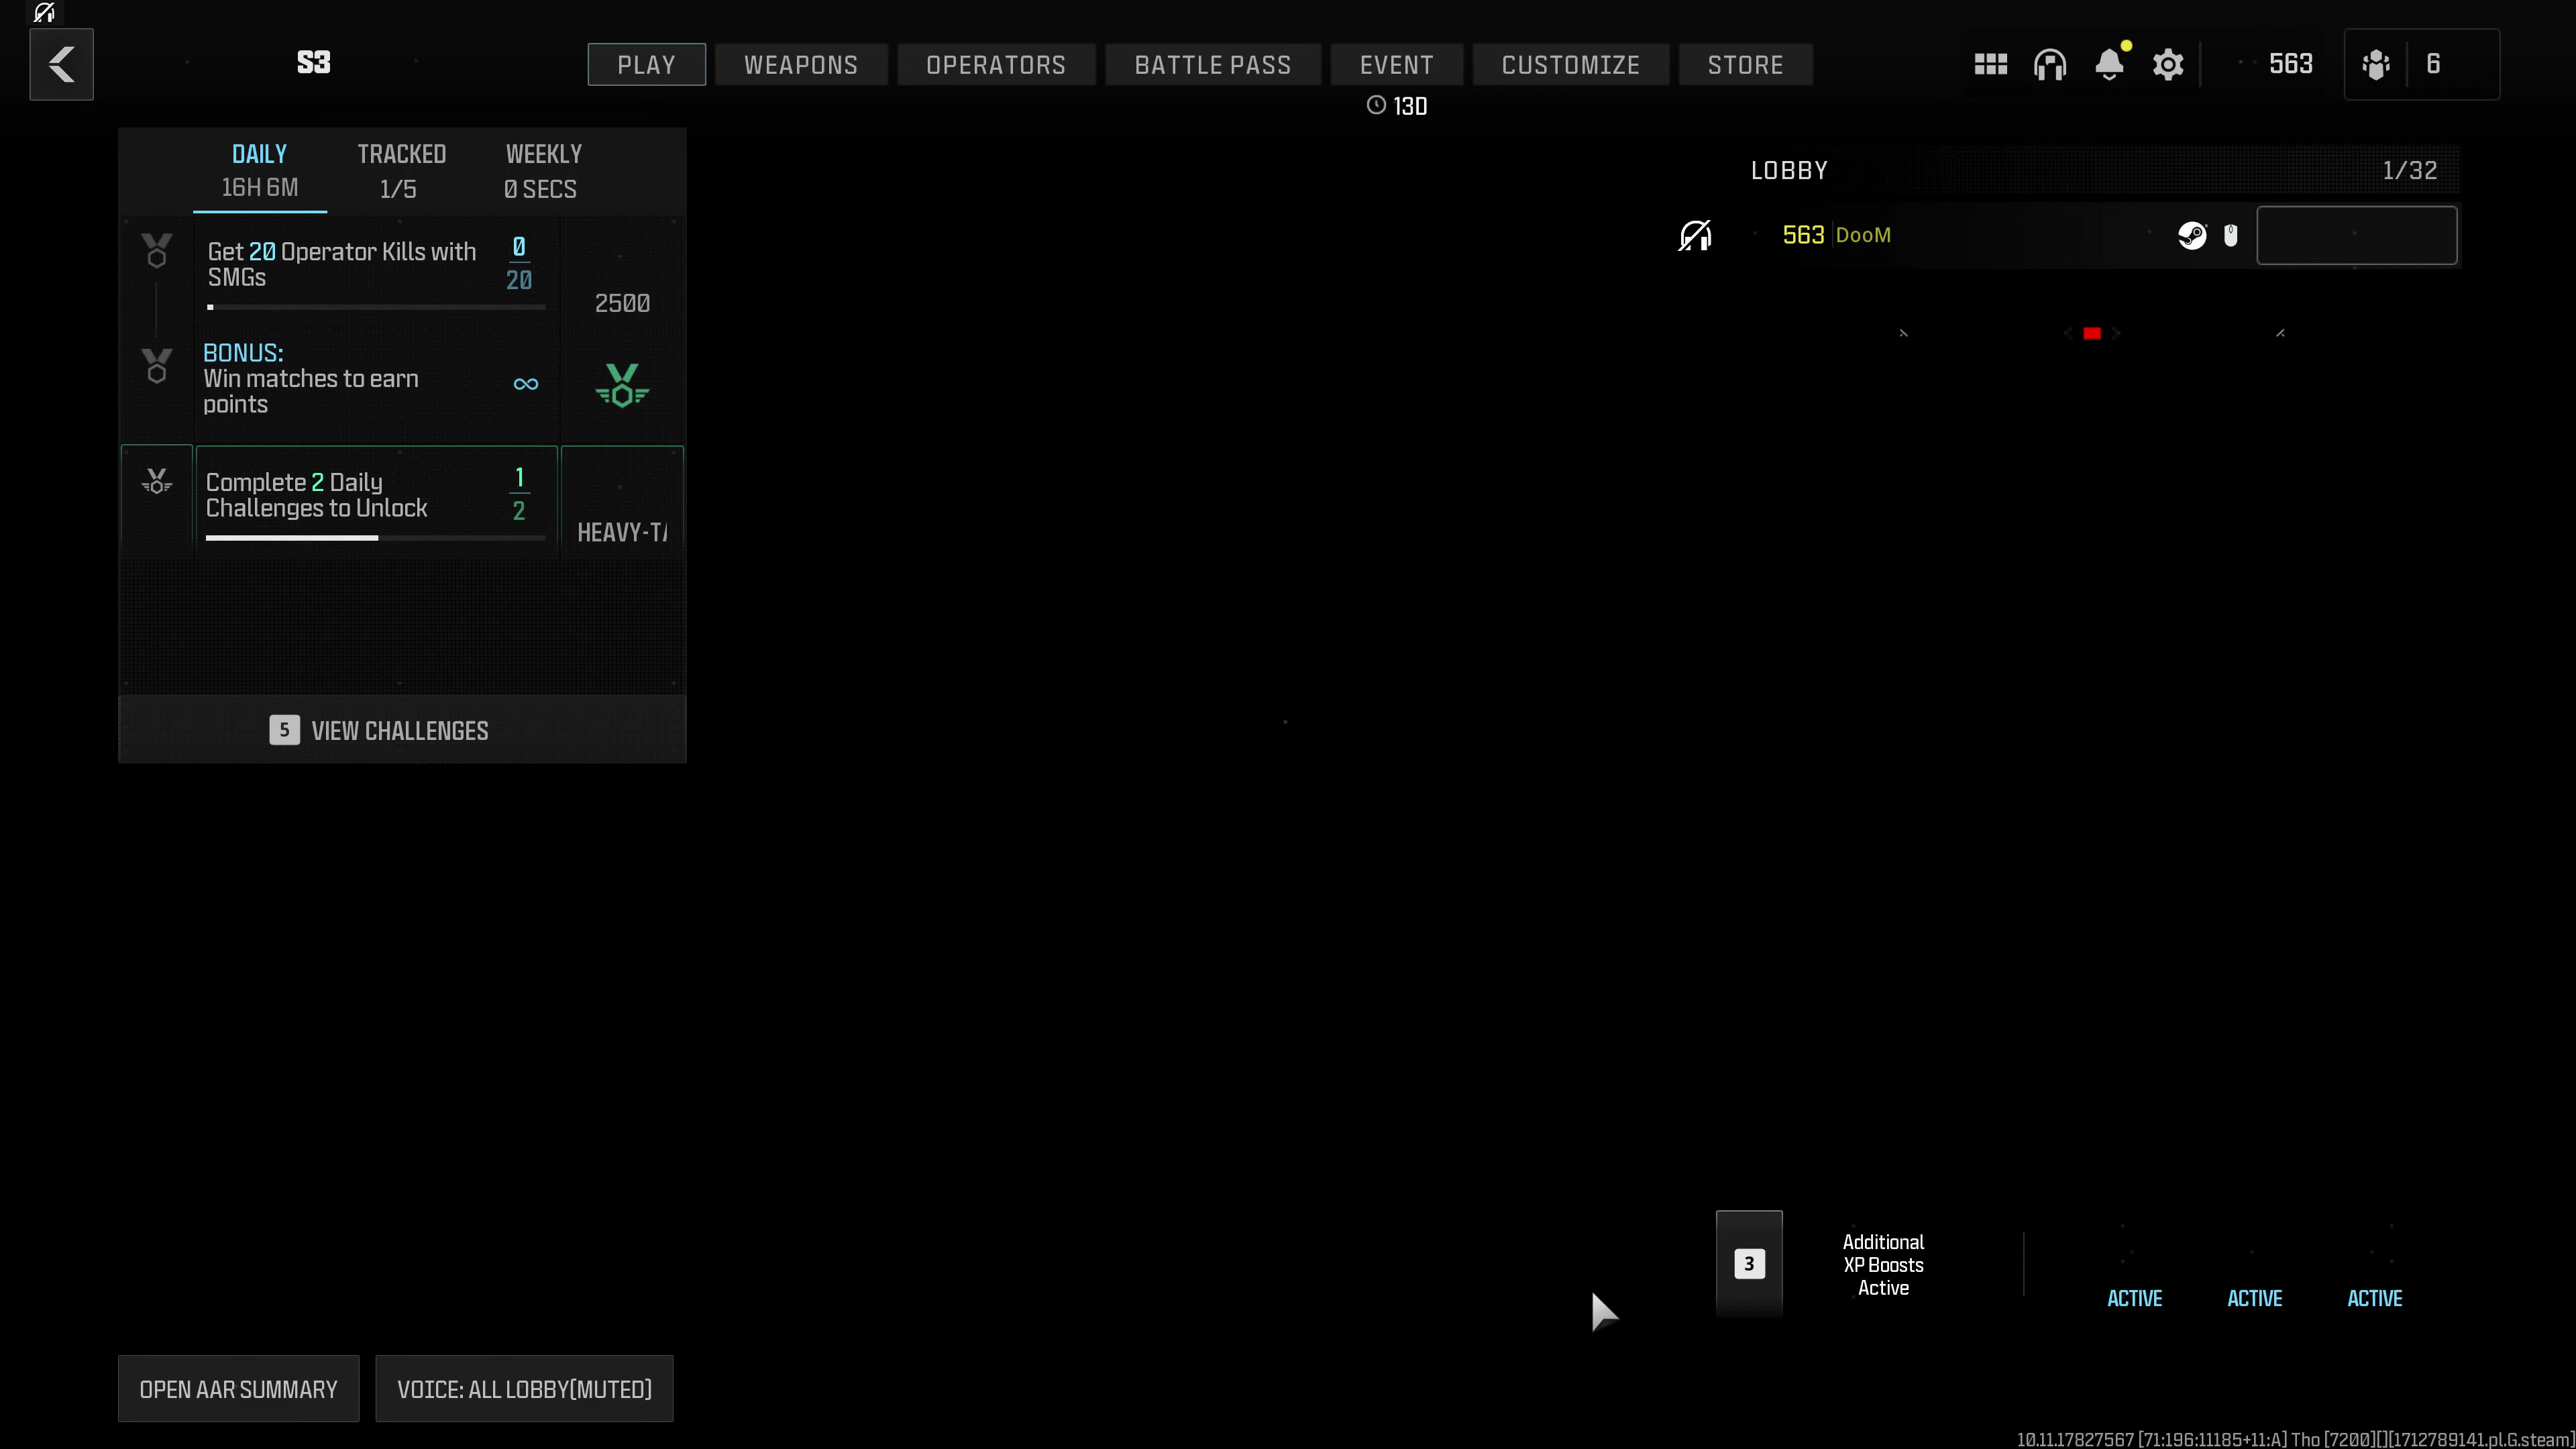 S3
PLAY
WEAPONS
OPERATORS
BATTLE PASS
EVENT
CUSTOMIZE
STORE
563
6
13D
DAILY
16H 6M
TRACKED
1/5
WEEKLY
0 SECS
Get 20 Operator Kills with
SMGs
0
20
2500
BONUS:
Win matches to earn
points
∞
Complete 2 Daily
Challenges to Unlock
1
2
HEAVY-TA
5 VIEW CHALLENGES
LOBBY
1/32
563 DooM
3
Additional
XP Boosts
Active
ACTIVE
ACTIVE
ACTIVE
OPEN AAR SUMMARY
VOICE: ALL LOBBY(MUTED)
10.11.17827567 [71:196:11185+11:A] Tho [7200][][1712789141.pl.G.steam]